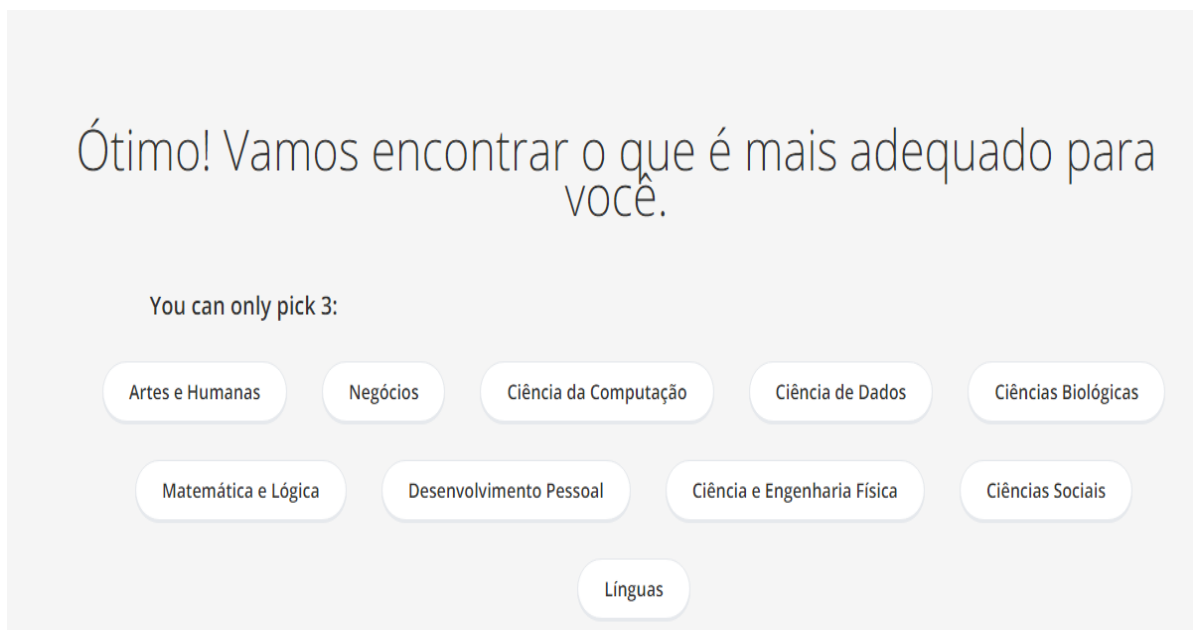 Ótimo! Vamos encontrar o que é mais adequado para
você.
You can only pick 3:
Artes e Humanas Negócios Ciência da Computação Ciência de Dados Ciências Biológicas
Matemática e Lógica Desenvolvimento Pessoal Ciência e Engenharia Física Ciências Sociais
Línguas